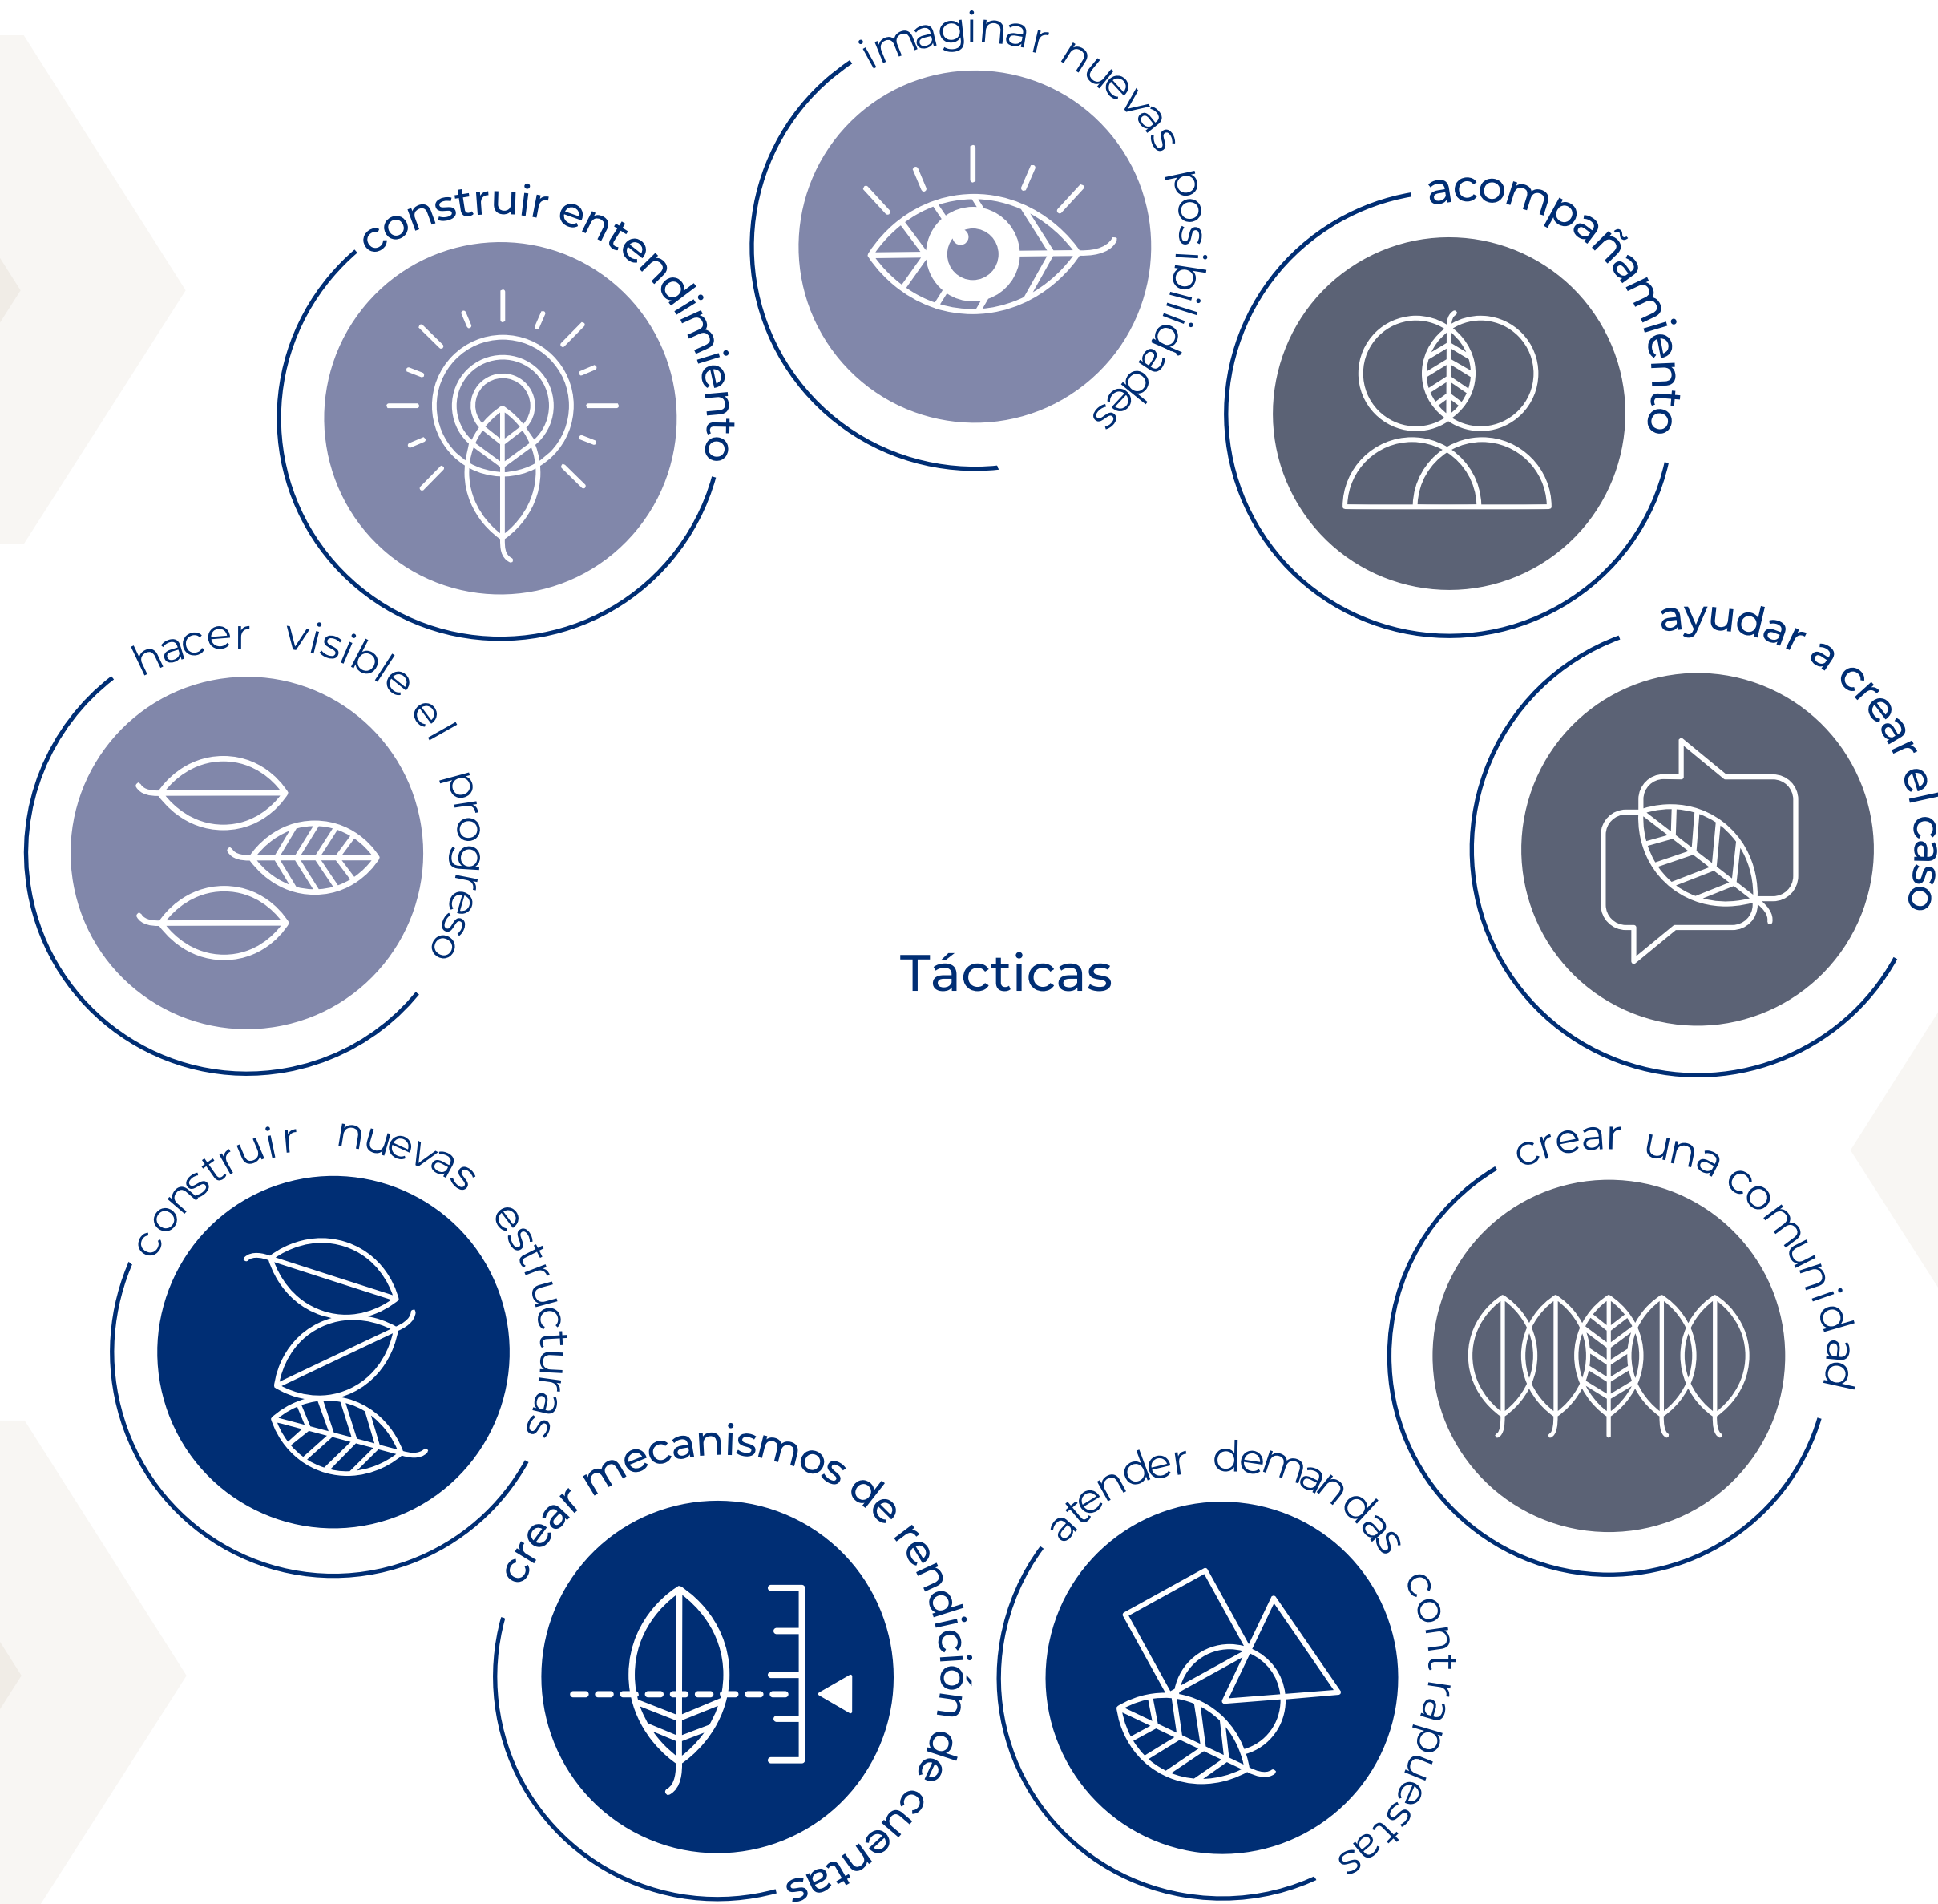 imaginar nuevas posibilidades
acompañamiento
construir entendimiento
ayudar a crear el caso
hacer visible el progreso
Tácticas
construir nuevas estructuras
crear una comunidad
crear mecanismos de rendición de cuentas
atender demandas contrapuestas